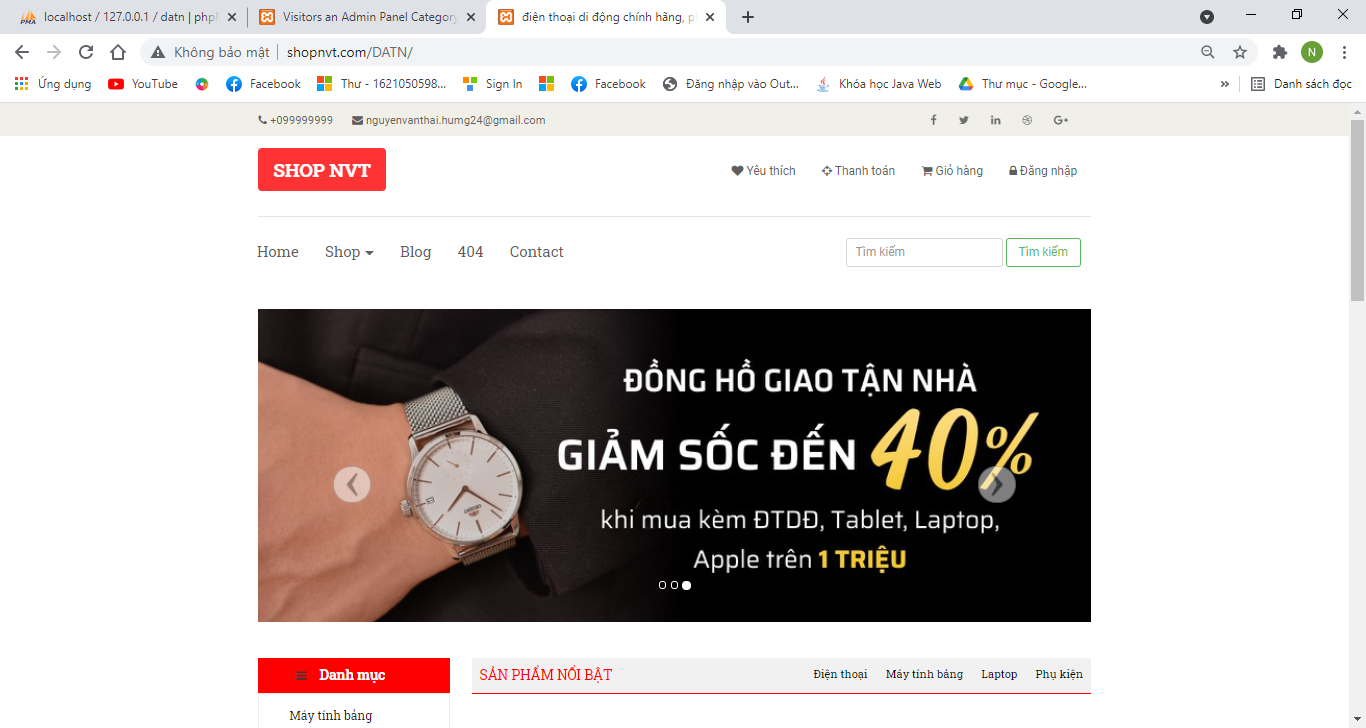 localhost / 127.0.0.1 / datn | php
Visitors an Admin Panel Category
điện thoại di động chính hãng, p
Không bảo mật shopnvt.com/DATN/
N
Ứng dụng YouTube Facebook Thư - 1621050598... Sign In Facebook Đăng nhập vào Out... Khóa học Java Web Thư mục - Google... » Danh sách đọc
+099999999 nguyenvanthai.humg24@gmail.com
SHOP NVT
Yêu thích Thanh toán Giỏ hàng Đăng nhập
Home Shop Blog 404 Contact
Tìm kiếm Tìm kiếm
ĐỒNG HỒ GIAO TẬN NHÀ
GIẢM SỐC ĐẾN 40%
khi mua kèm ĐTDĐ, Tablet, Laptop,
Apple trên 1 TRIỆU
Danh mục
SẢN PHẨM NỔI BẬT Điện thoại Máy tính bảng Laptop Phụ kiện
Máy tính bảng